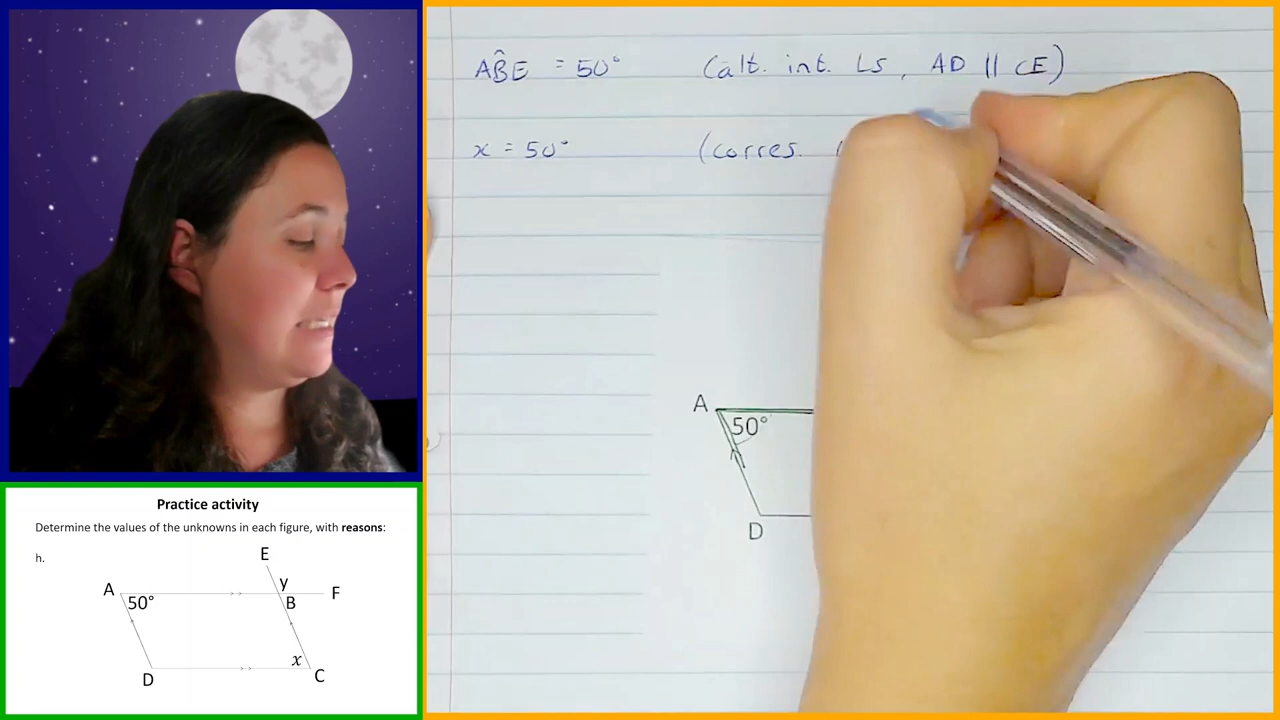 AB̂E = 50° (alt. int. ∠s, AD || CE)
x = 50° (corres.
A
50°
D
Practice activity
Determine the values of the unknowns in each figure, with reasons:
h.
E
y
A
F
50°
B
x
D
C